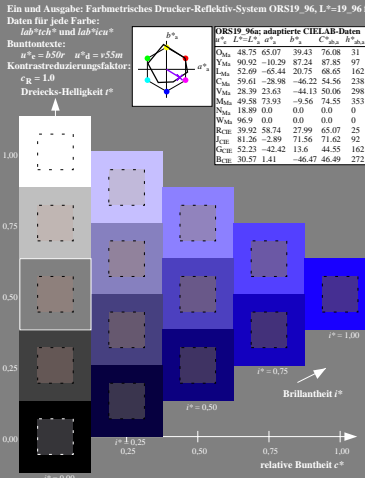 Ein und Ausgabe: Farbmetrisches Drucker-Reflektiv-System ORS19_96, L*=19_96
Daten für jede Farbe:
lab*tch* und lab*icu*
Bunttontexte:
u*e = b50r u*d = v55m
Kontrastreduzierungsfaktor:
cR = 1.0
Dreiecks-Helligkeit t*
b*a
a*a
ORS19_96a; adaptierte CIELAB-Daten
u*e L*=L*a a*a b*a C*ab,a h*ab,a
OMa 48.75 65.07 39.43 76.08 31
YMa 90.92 −10.29 87.24 87.85 97
LMa 52.69 −65.44 20.75 68.65 162
CMa 59.61 −28.98 −46.22 54.56 238
VMa 28.39 23.63 −44.13 50.06 298
MMa 49.58 73.93 −9.56 74.55 353
NMa 18.89 0.0 0.0 0.0
WMa 96.9 0.0 0.0 0.0
RCIE 39.92 58.74 27.99 65.07 25
JCIE 81.26 −2.89 71.56 71.62 92
GCIE 52.23 −42.42 13.6 44.55 162
BCIE 30.57 1.41 −46.47 46.49 272
1,00
0,75
0,50
0,25
0,00
i* = 1,00
i* = 0,75
i* = 0,50
i* = 0,25
i* = 0,00
Brillantheit i*
0,25
0,50
0,75
1,00
relative Buntheit c*